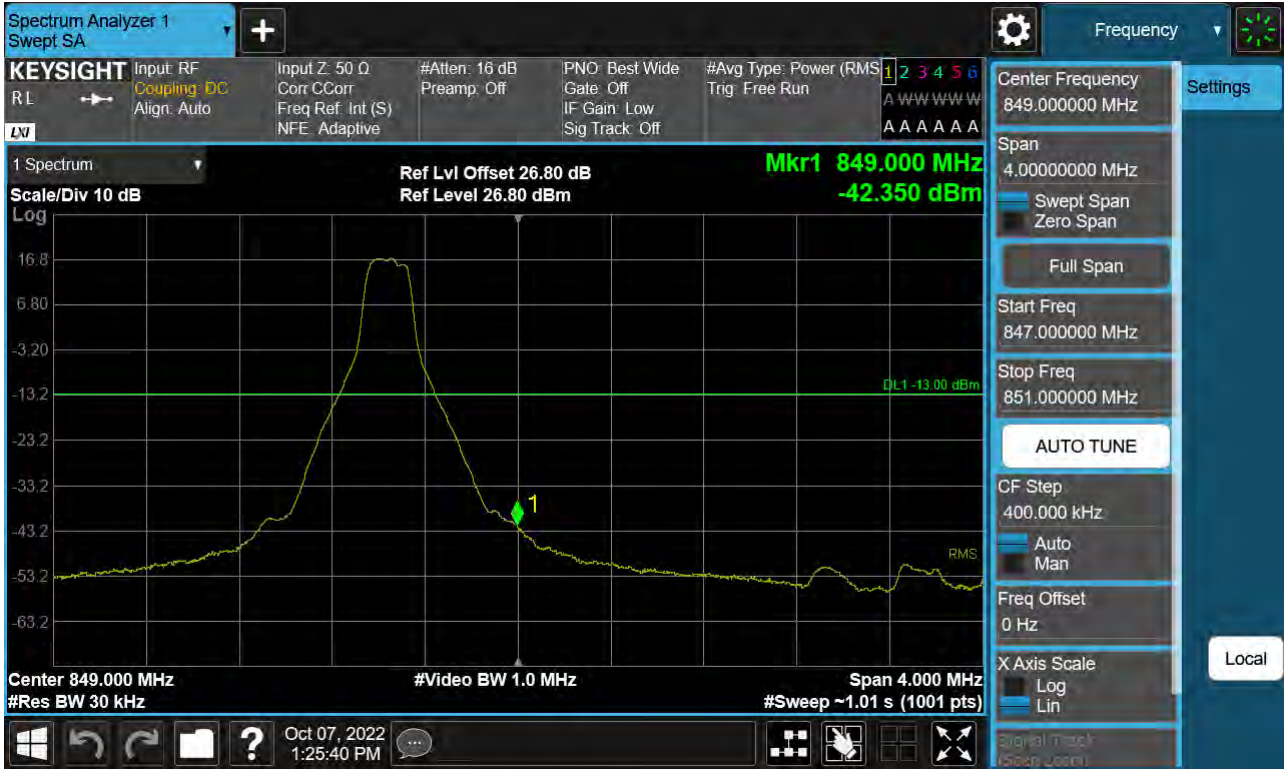 Spectrum Analyzer 1
Swept SA
Frequency
KEYSIGHT
R L
LXI
Input: RF
Coupling: DC
Align: Auto
Input Z: 50 Ω
Corr CCorr
Freq Ref: Int (S)
NFE: Adaptive
#Atten: 16 dB
Preamp: Off
PNO: Best Wide
Gate: Off
IF Gain: Low
Sig Track: Off
#Avg Type: Power (RMS
Trig: Free Run
1 2 3 4 5 6
A W W W W W
A A A A A A
1 Spectrum
Scale/Div 10 dB
Log
Ref Lvl Offset 26.80 dB
Ref Level 26.80 dBm
Mkr1 849.000 MHz
-42.350 dBm
16.8
6.80
-3.20
-13.2
-23.2
-33.2
-43.2
-53.2
-63.2
DL1 -13.00 dBm
1
RMS
Center 849.000 MHz
#Res BW 30 kHz
#Video BW 1.0 MHz
Span 4.000 MHz
#Sweep ~1.01 s (1001 pts)
Center Frequency
849.000000 MHz
Settings
Span
4.00000000 MHz
Swept Span
Zero Span
Full Span
Start Freq
847.000000 MHz
Stop Freq
851.000000 MHz
AUTO TUNE
CF Step
400.000 kHz
Auto
Man
Freq Offset
0 Hz
X Axis Scale
Log
Lin
Local
Signal Track
(Span Zoom)
?
Oct 07, 2022
1:25:40 PM